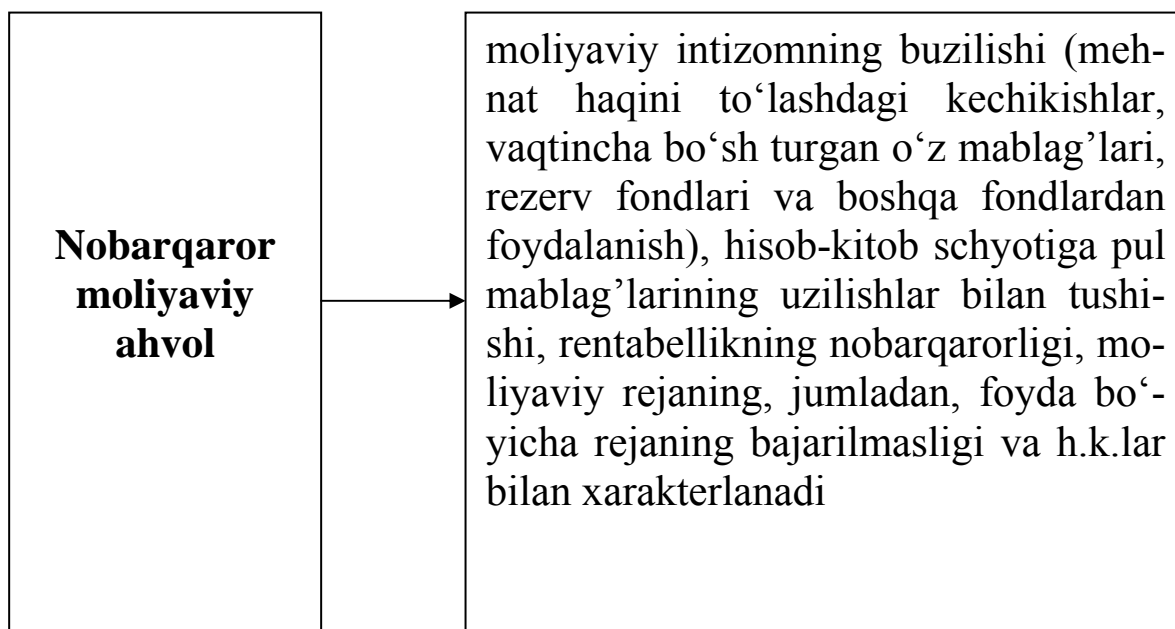 Nobarqaror
moliyaviy
ahvol
moliyaviy intizomning buzilishi (meh-
nat haqini to‘lashdagi kechikishlar,
vaqtincha bo‘sh turgan o‘z mablag’lari,
rezerv fondlari va boshqa fondlardan
foydalanish), hisob-kitob schyotiga pul
mablag’larining uzilishlar bilan tushi-
shi, rentabellikning nobarqarorligi, mo-
liyaviy rejaning, jumladan, foyda bo‘-
yicha rejaning bajarilmasligi va h.k.lar
bilan xarakterlanadi